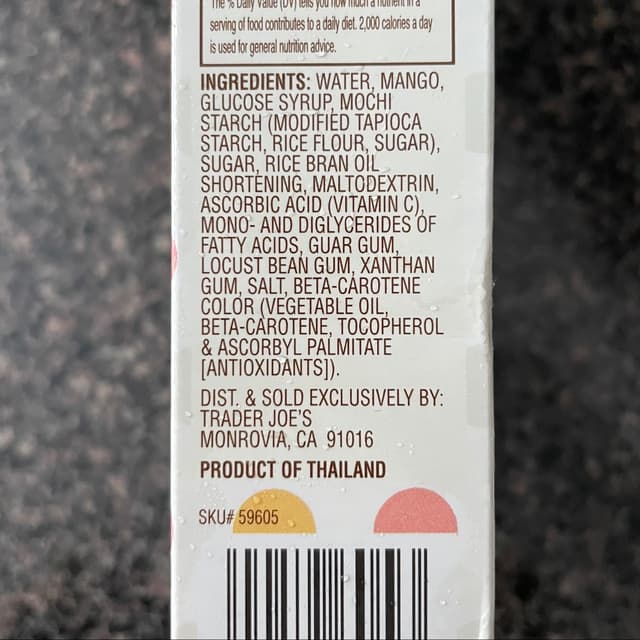 The % Daily Value (DV) tells you how much a nutrient in a
serving of food contributes to a daily diet. 2,000 calories a day
is used for general nutrition advice.
INGREDIENTS: WATER, MANGO,
GLUCOSE SYRUP, MOCHI
STARCH (MODIFIED TAPIOCA
STARCH, RICE FLOUR, SUGAR),
SUGAR, RICE BRAN OIL
SHORTENING, MALTODEXTRIN,
ASCORBIC ACID (VITAMIN C),
MONO- AND DIGLYCERIDES OF
FATTY ACIDS, GUAR GUM,
LOCUST BEAN GUM, XANTHAN
GUM, SALT, BETA-CAROTENE
COLOR (VEGETABLE OIL,
BETA-CAROTENE, TOCOPHEROL
& ASCORBYL PALMITATE
[ANTIOXIDANTS]).
DIST. & SOLD EXCLUSIVELY BY:
TRADER JOE'S
MONROVIA, CA 91016
PRODUCT OF THAILAND
SKU# 59605